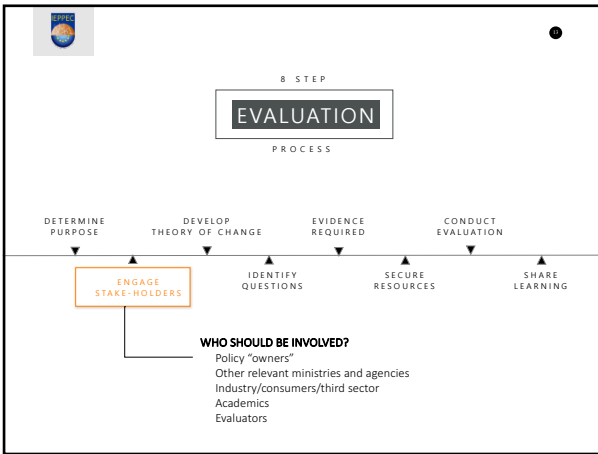 IEPPEC
13
8 STEP
EVALUATION
PROCESS
DETERMINE
PURPOSE
DEVELOP
THEORY OF CHANGE
EVIDENCE
REQUIRED
CONDUCT
EVALUATION
ENGAGE
STAKE-HOLDERS
IDENTIFY
QUESTIONS
SECURE
RESOURCES
SHARE
LEARNING
WHO SHOULD BE INVOLVED?
Policy “owners”
Other relevant ministries and agencies
Industry/consumers/third sector
Academics
Evaluators